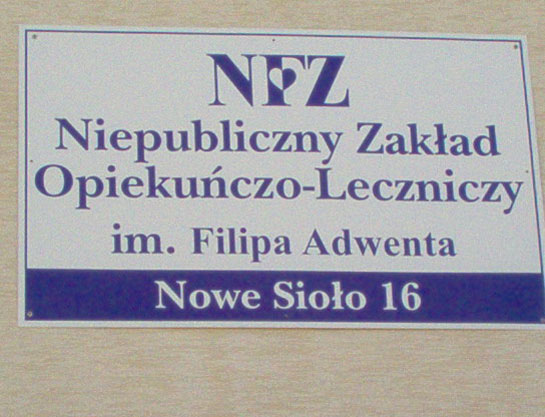 NFZ
Niepubliczny Zakład
Opiekuńczo-Leczniczy
im. Filipa Adwenta
Nowe Sioło 16